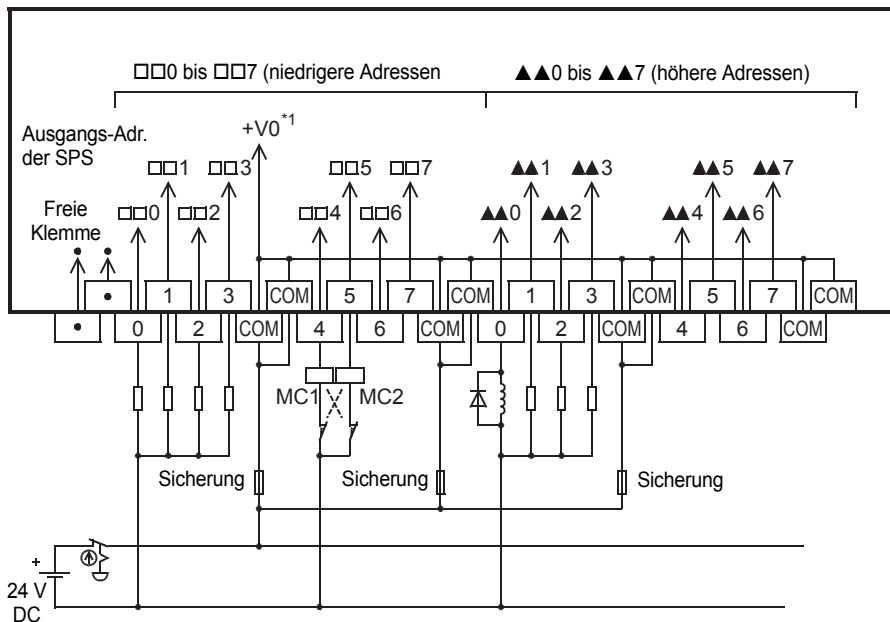 □□0 bis □□7 (niedrigere Adressen
▲▲0 bis ▲▲7 (höhere Adressen)
Ausgangs-Adr.
der SPS
+V0*1
□□1
□□3
□□5
□□7
▲▲1
▲▲3
▲▲5
▲▲7
Freie
Klemme
□□0
□□2
□□4
□□6
▲▲0
▲▲2
▲▲4
▲▲6
1
3
COM
5
7
COM
1
3
COM
5
7
COM
0
2
COM
4
6
COM
0
2
COM
4
6
COM
MC1
MC2
Sicherung
Sicherung
Sicherung
+
24 V
DC